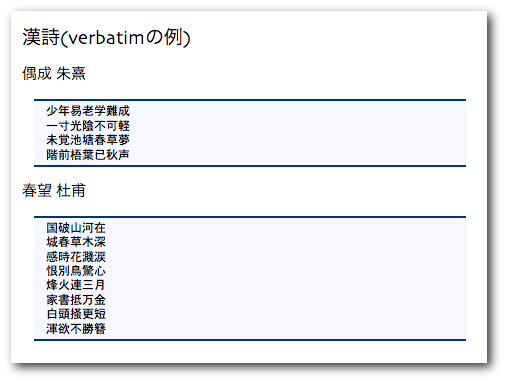 漢詩(verbatimの例)
偶成 朱熹
少年易老学難成
一寸光陰不可軽
未覚池塘春草夢
階前梧葉已秋声
春望 杜甫
国破山河在
城春草木深
感時花濺涙
恨別鳥驚心
烽火連三月
家書抵万金
白頭掻更短
渾欲不勝簪